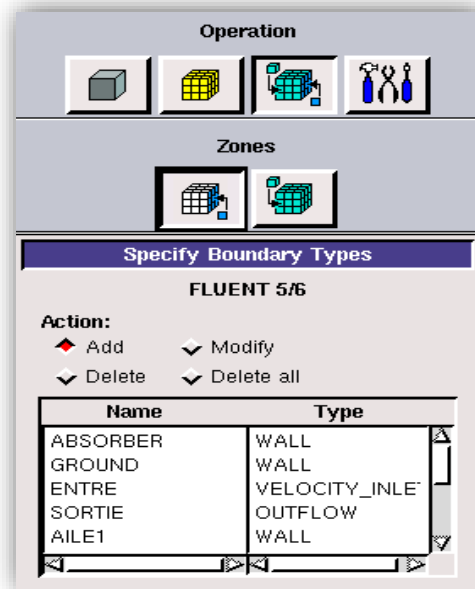 Operation
Zones
Specify Boundary Types
FLUENT 5/6
Action:
Add Modify
Delete Delete all
Name Type
ABSORBER WALL
GROUND WALL
ENTRE VELOCITY_INLE
SORTIE OUTFLOW
AILE1 WALL